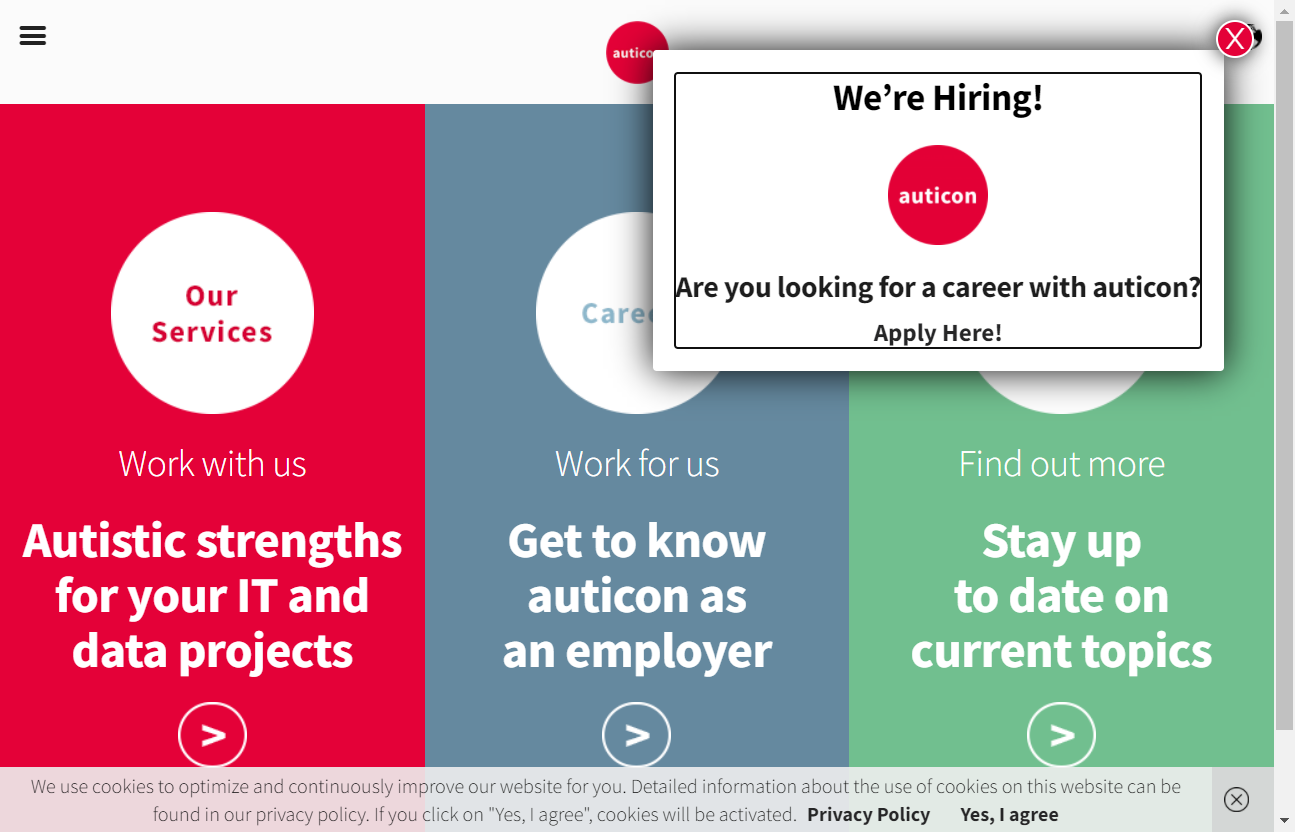 autico
X
We’re Hiring!
auticon
Are you looking for a career with auticon?
Apply Here!
Our
Services
Work with us
Autistic strengths
for your IT and
data projects
>
Work for us
Get to know
auticon as
an employer
>
Find out more
Stay up
to date on
current topics
>
We use cookies to optimize and continuously improve our website for you. Detailed information about the use of cookies on this website can be
found in our privacy policy. If you click on "Yes, I agree", cookies will be activated. Privacy Policy Yes, I agree